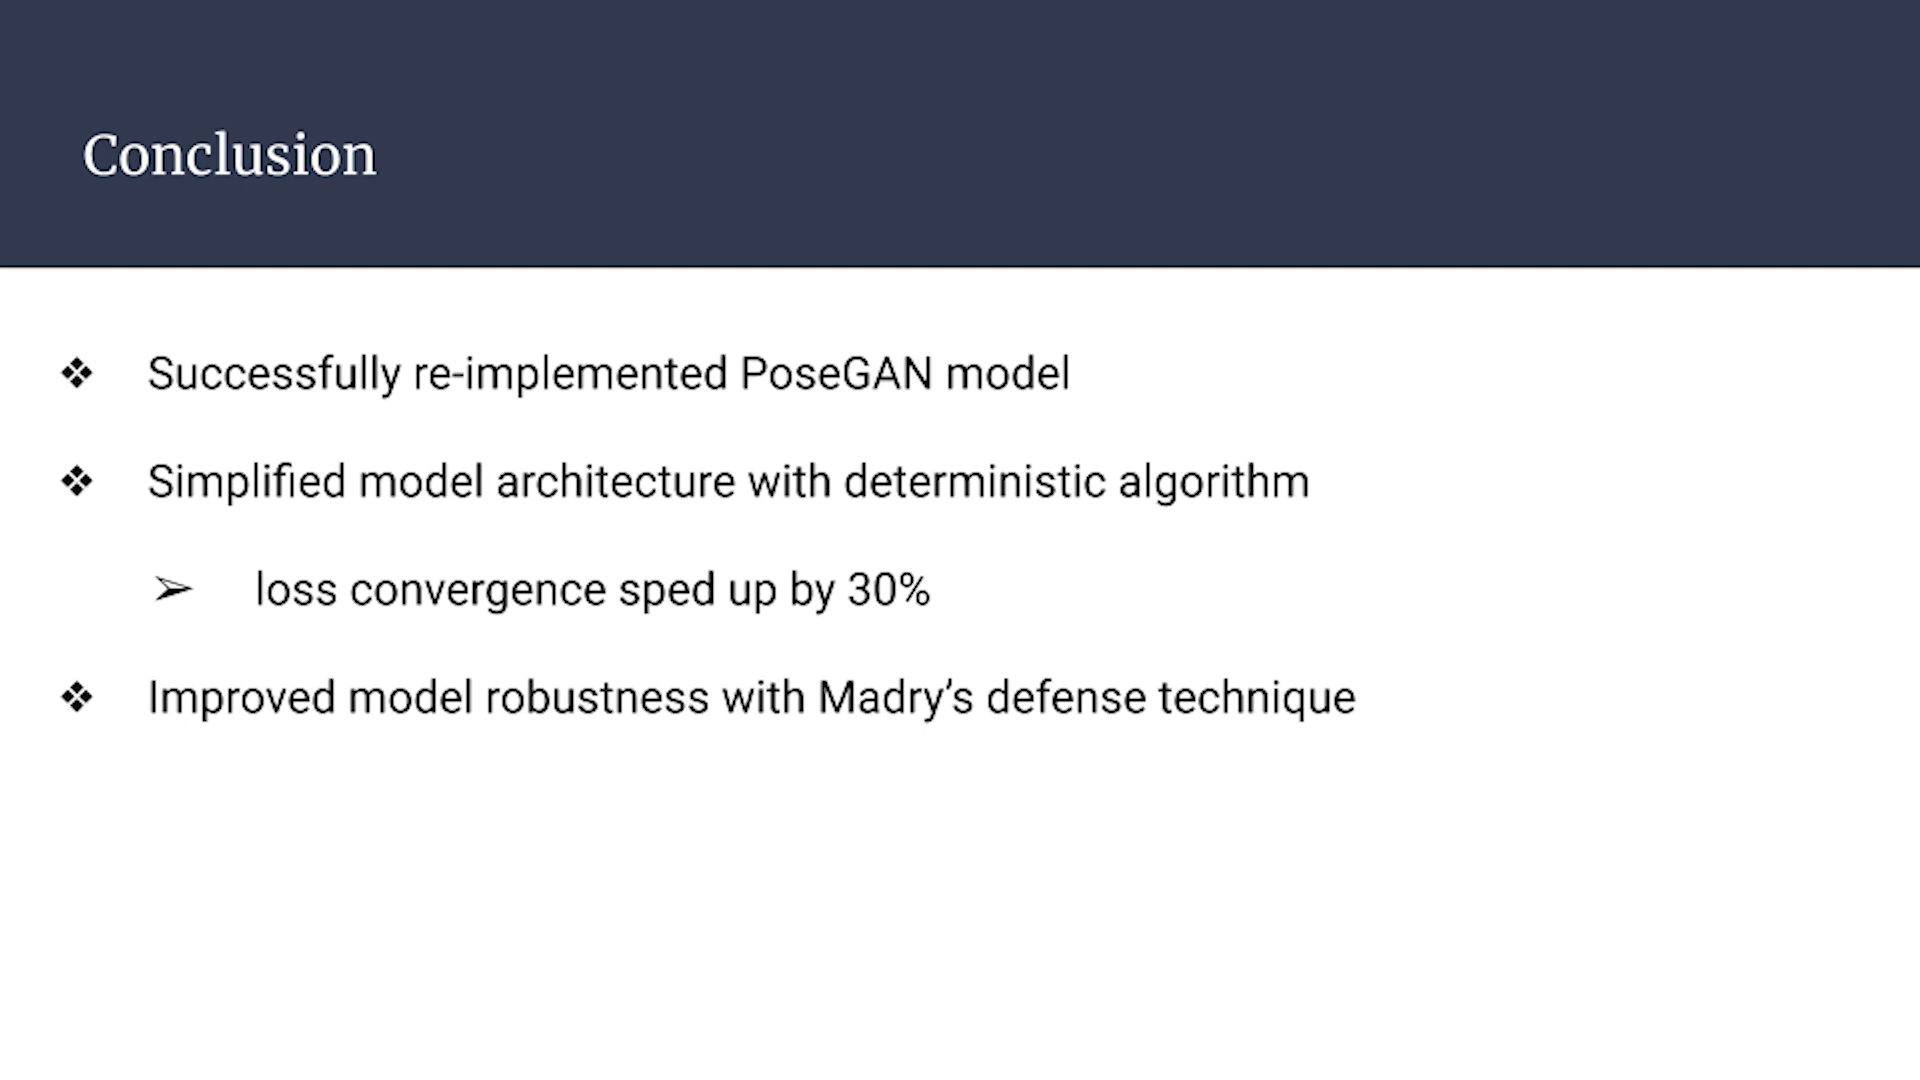 Conclusion
❖ Successfully re-implemented PoseGAN model
❖ Simplified model architecture with deterministic algorithm
➢ loss convergence sped up by 30%
❖ Improved model robustness with Madry’s defense technique